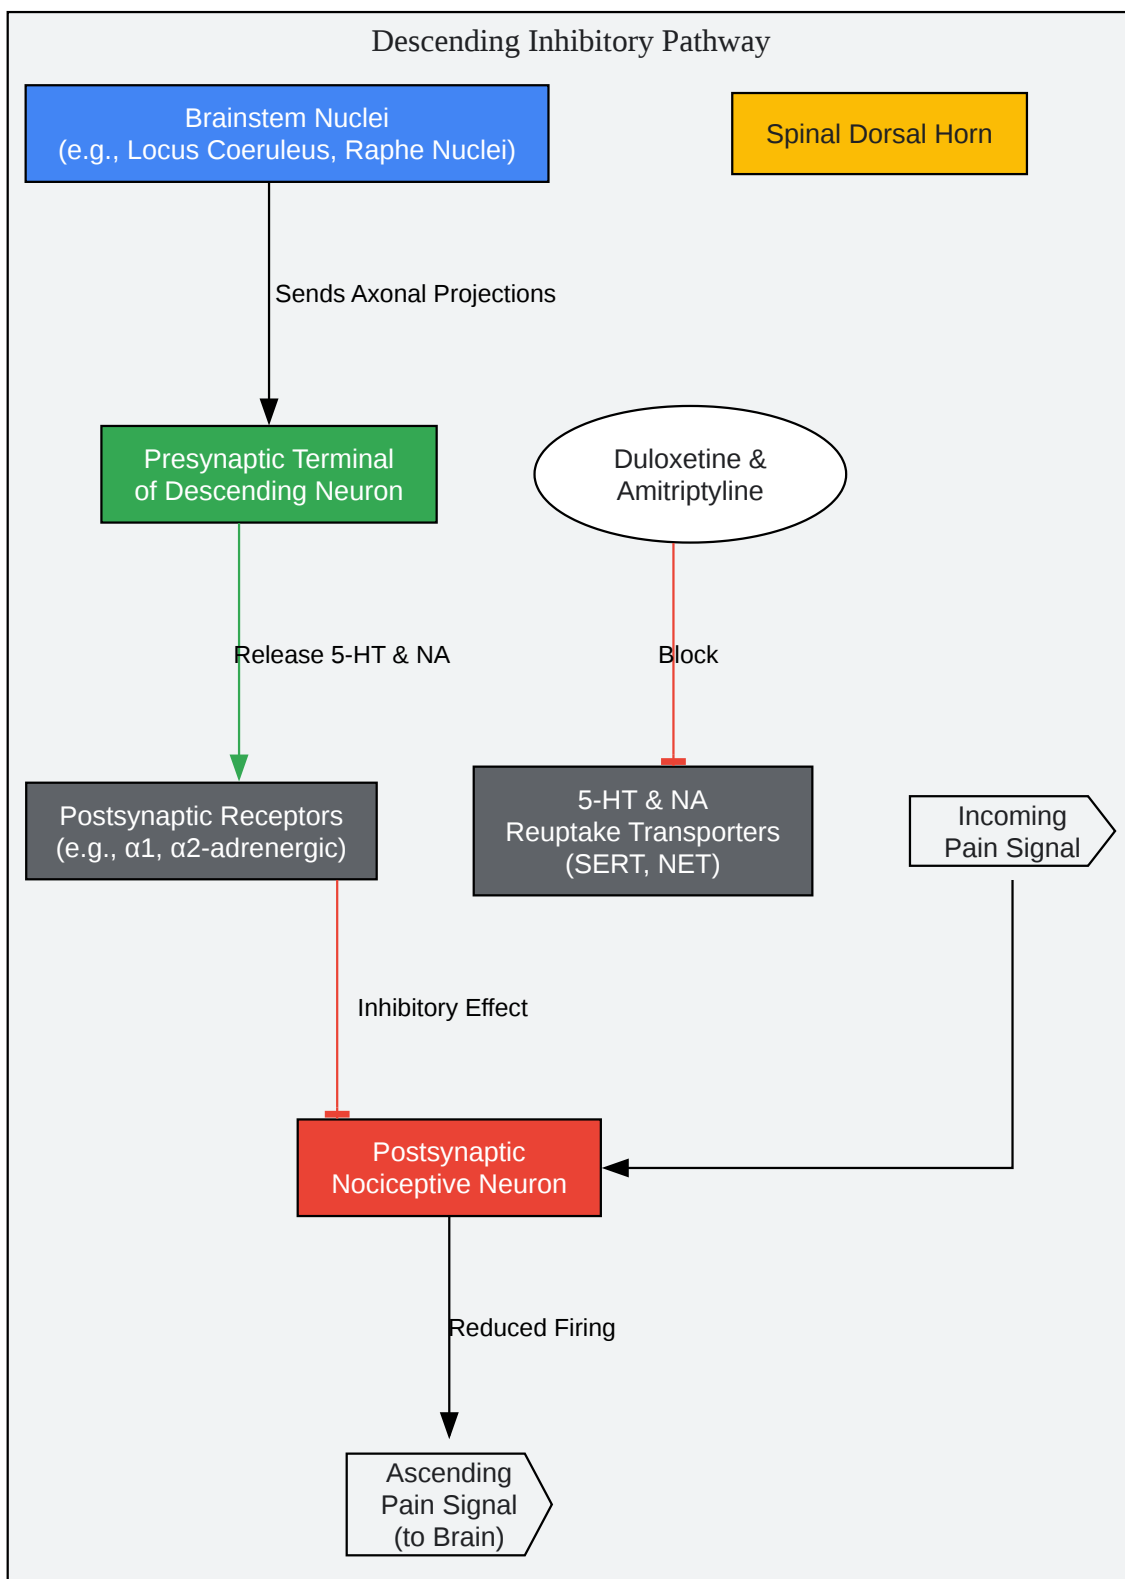 Descending Inhibitory Pathway
Brainstem Nuclei
(e.g., Locus Coeruleus, Raphe Nuclei)
Spinal Dorsal Horn
Sends Axonal Projections
Presynaptic Terminal
of Descending Neuron
Duloxetine &
Amitriptyline
Release 5-HT & NA
Block
Postsynaptic Receptors
(e.g., α1, α2-adrenergic)
5-HT & NA
Reuptake Transporters
(SERT, NET)
Incoming
Pain Signal
Inhibitory Effect
Postsynaptic
Nociceptive Neuron
Reduced Firing
Ascending
Pain Signal
(to Brain)